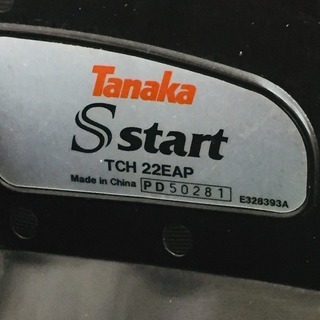 Tanaka
S start
TCH 22EAP
Made in China PD50281 E328393A